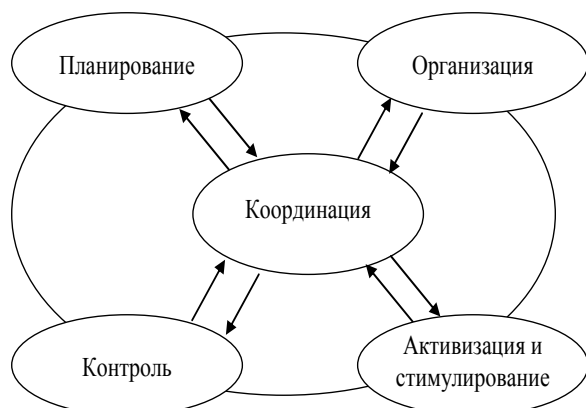 Планирование
Организация
Координация
Контроль
Активизация и
стимулирование